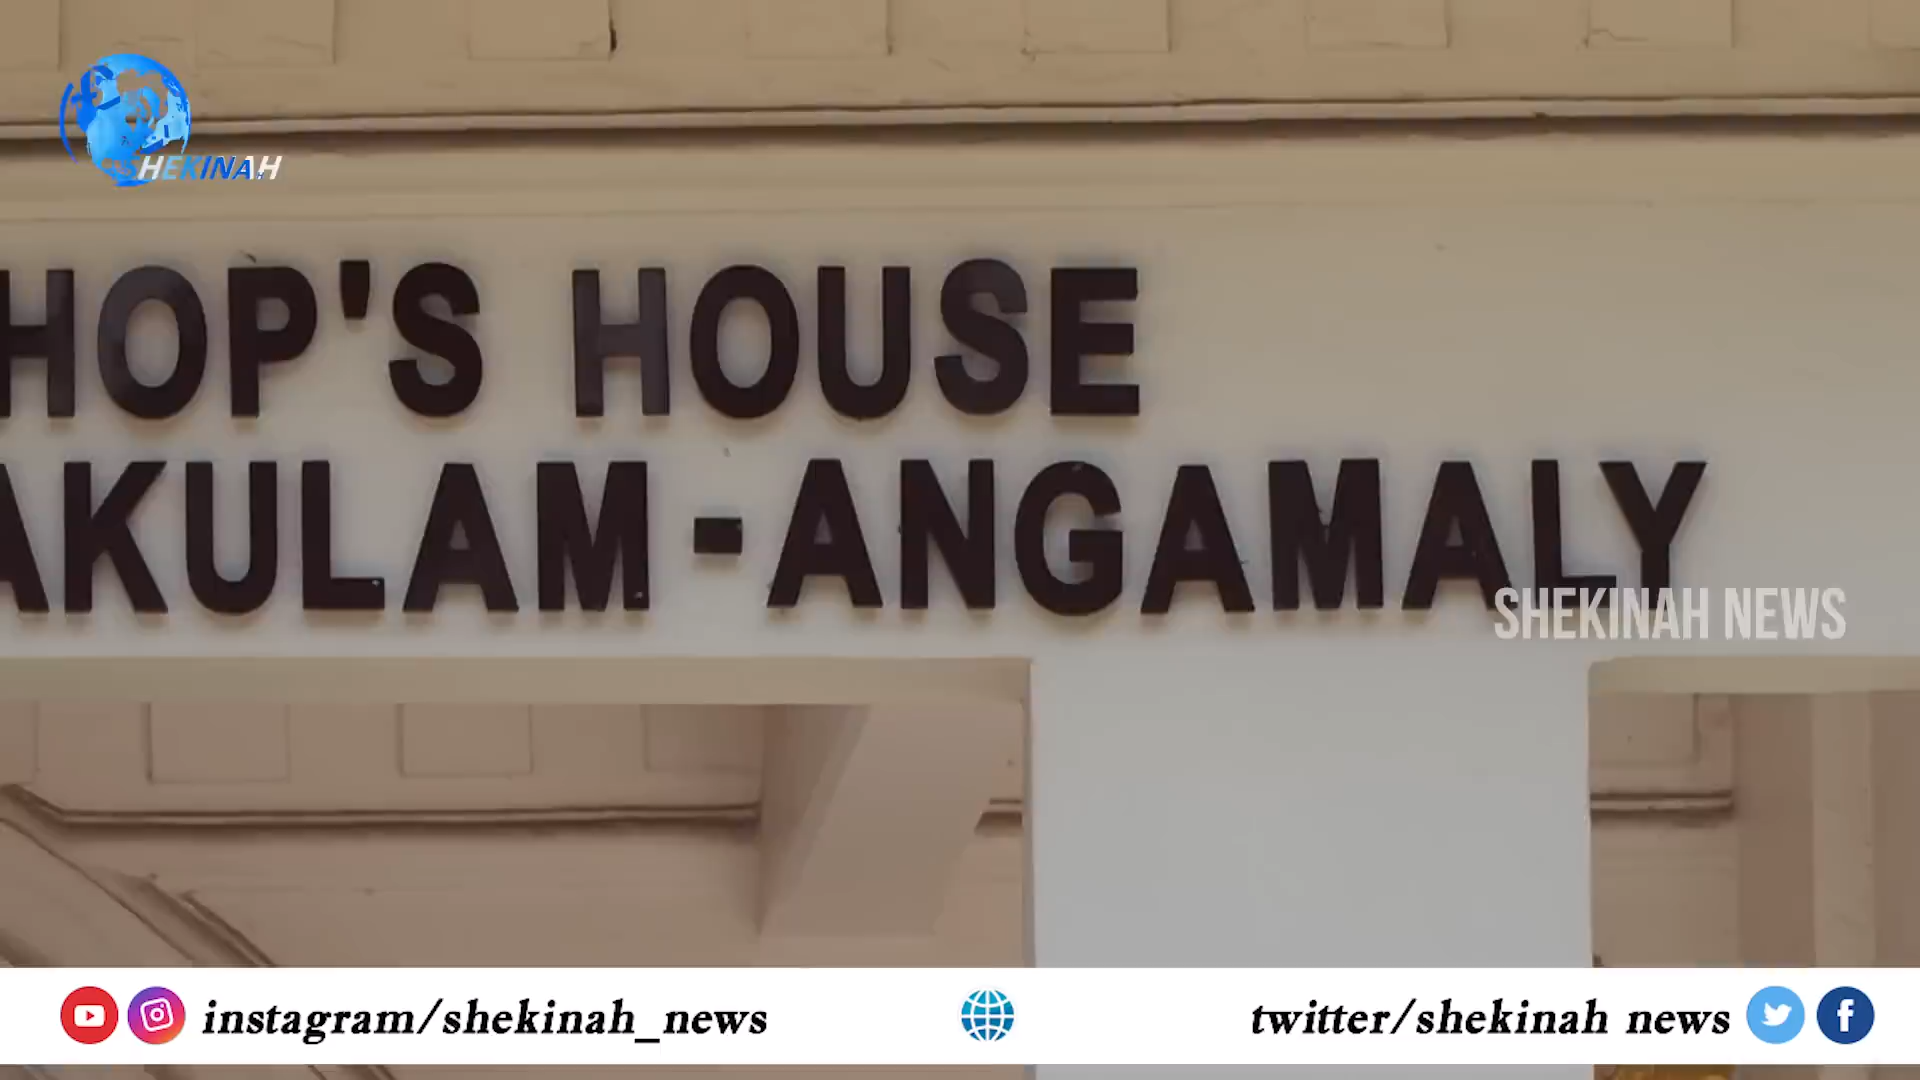 SHEKINAH
HOP'S HOUSE
AKULAM-ANGAMALY
SHEKINAH NEWS
instagram/shekinah_news
twitter/shekinah news